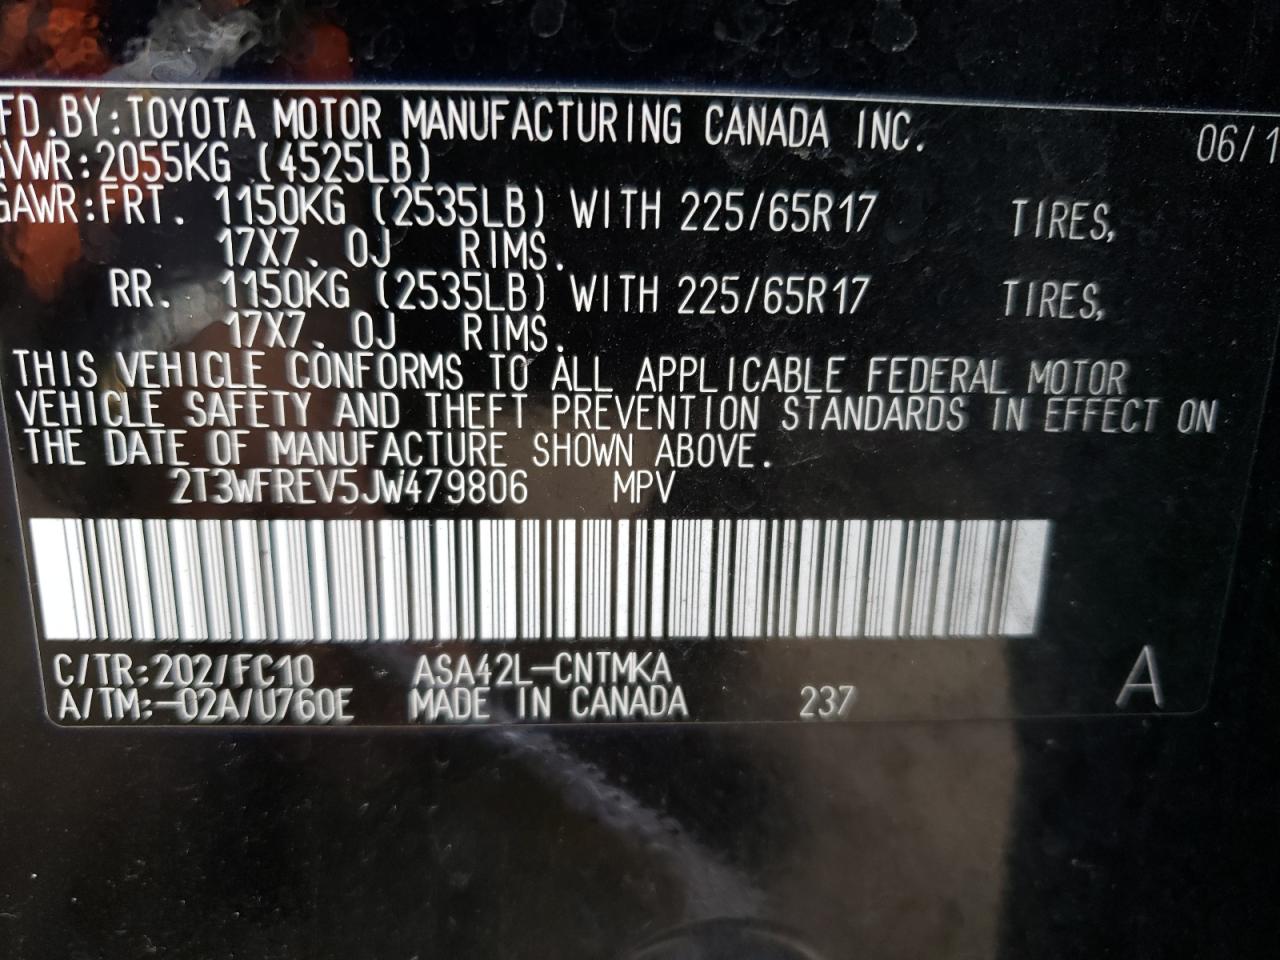 FD.BY:TOYOTA MOTOR MANUFACTURING CANADA INC. 06/1
GVWR:2055KG (4525LB)
GAWR:FRT. 1150KG (2535LB) WITH 225/65R17 TIRES,
17X7.0J RIMS.
RR. 1150KG (2535LB) WITH 225/65R17 TIRES,
17X7.0J RIMS.
THIS VEHICLE CONFORMS TO ALL APPLICABLE FEDERAL MOTOR
VEHICLE SAFETY AND THEFT PREVENTION STANDARDS IN EFFECT ON
THE DATE OF MANUFACTURE SHOWN ABOVE.
2T3WFREV5JW479806 MPV
C/TR:202/FC10 ASA42L-CNTMKA
A/TM:-02A/U760E MADE IN CANADA 237 A